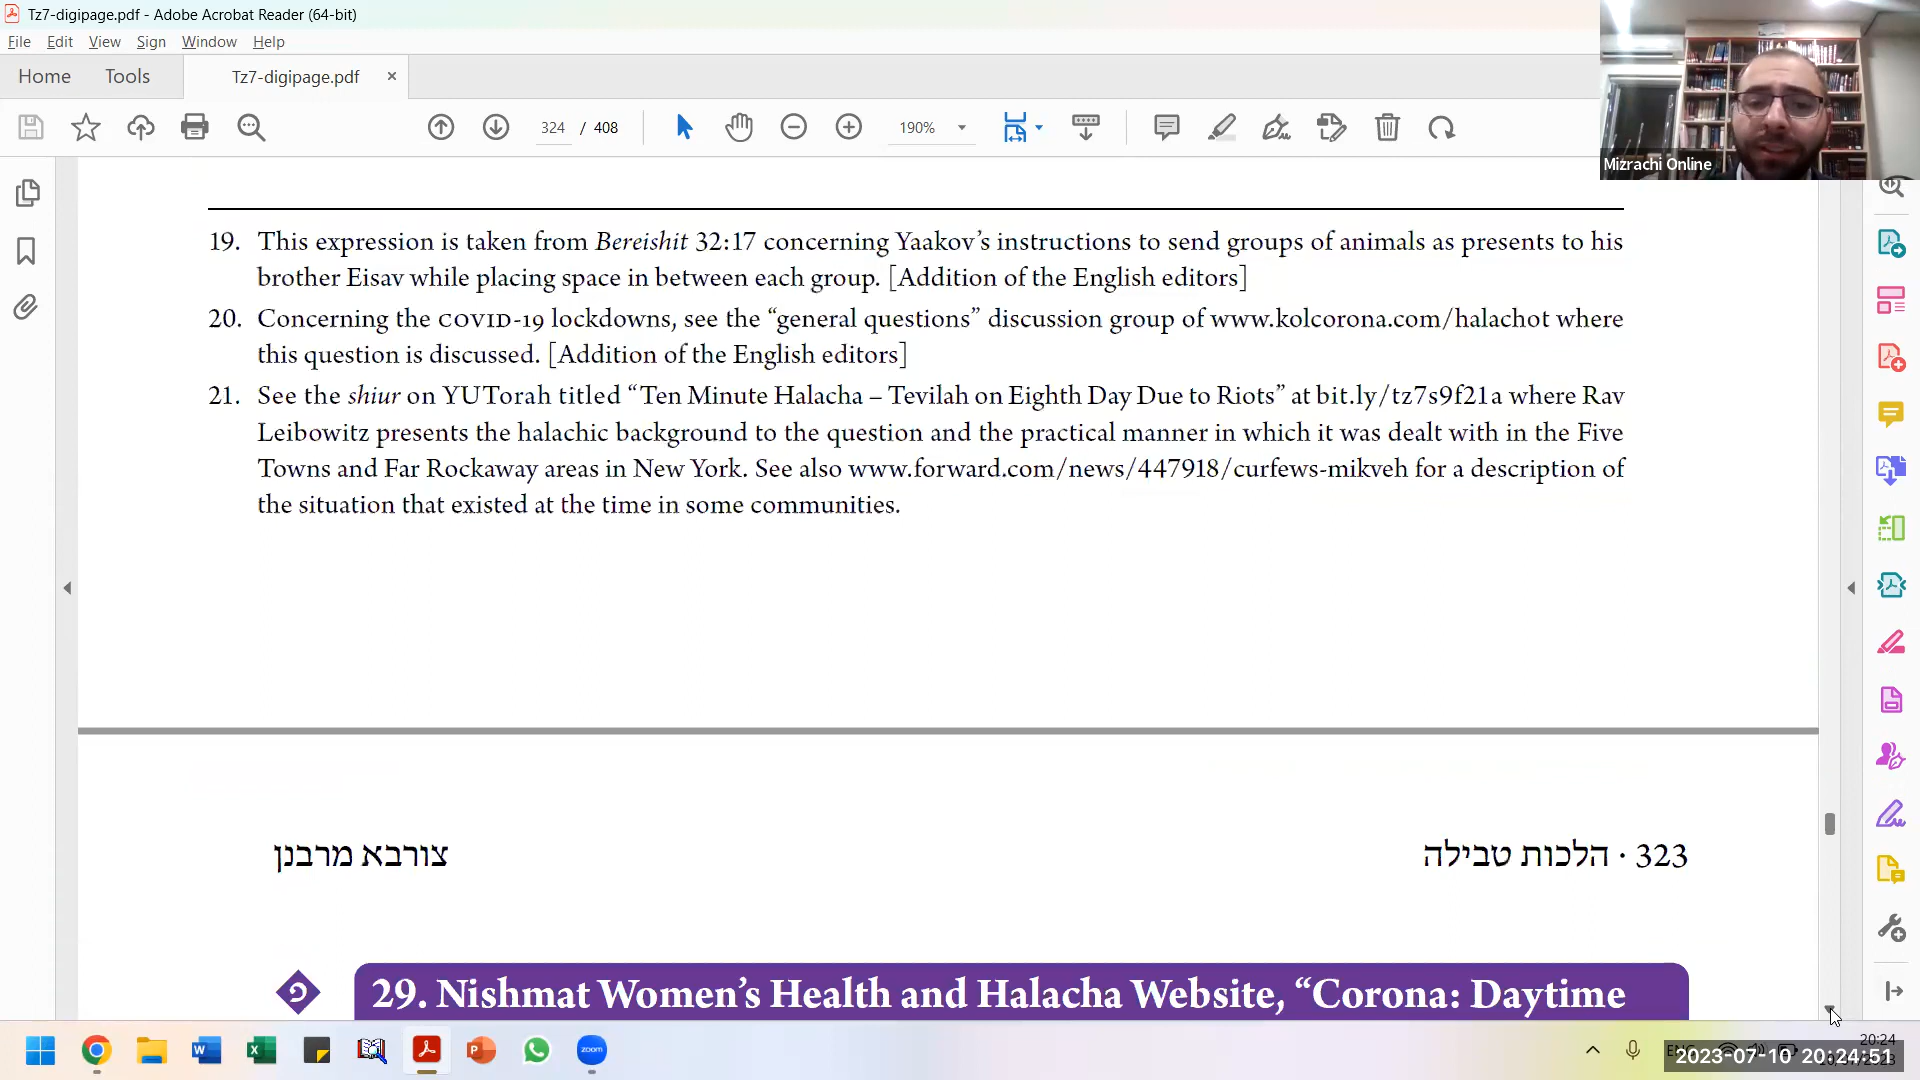 Tz7-digipage.pdf - Adobe Acrobat Reader (64-bit)
File Edit View Sign Window Help
Home Tools Tz7-digipage.pdf ×
324 / 408 190%
Mizrachi Online
19. This expression is taken from Bereishit 32:17 concerning Yaakov’s instructions to send groups of animals as presents to his
brother Eisav while placing space in between each group. [Addition of the English editors]
20. Concerning the COVID-19 lockdowns, see the “general questions” discussion group of www.kolcorona.com/halachot where
this question is discussed. [Addition of the English editors]
21. See the shiur on YUTorah titled “Ten Minute Halacha – Tevilah on Eighth Day Due to Riots” at bit.ly/tz7s9f21a where Rav
Leibowitz presents the halachic background to the question and the practical manner in which it was dealt with in the Five
Towns and Far Rockaway areas in New York. See also www.forward.com/news/447918/curfews-mikveh for a description of
the situation that existed at the time in some communities.
323 · הלכות טבילה
צורבא מרבנן
29. Nishmat Women’s Health and Halacha Website, “Corona: Daytime
zoom
20:24
2023-07-10 20:24:51